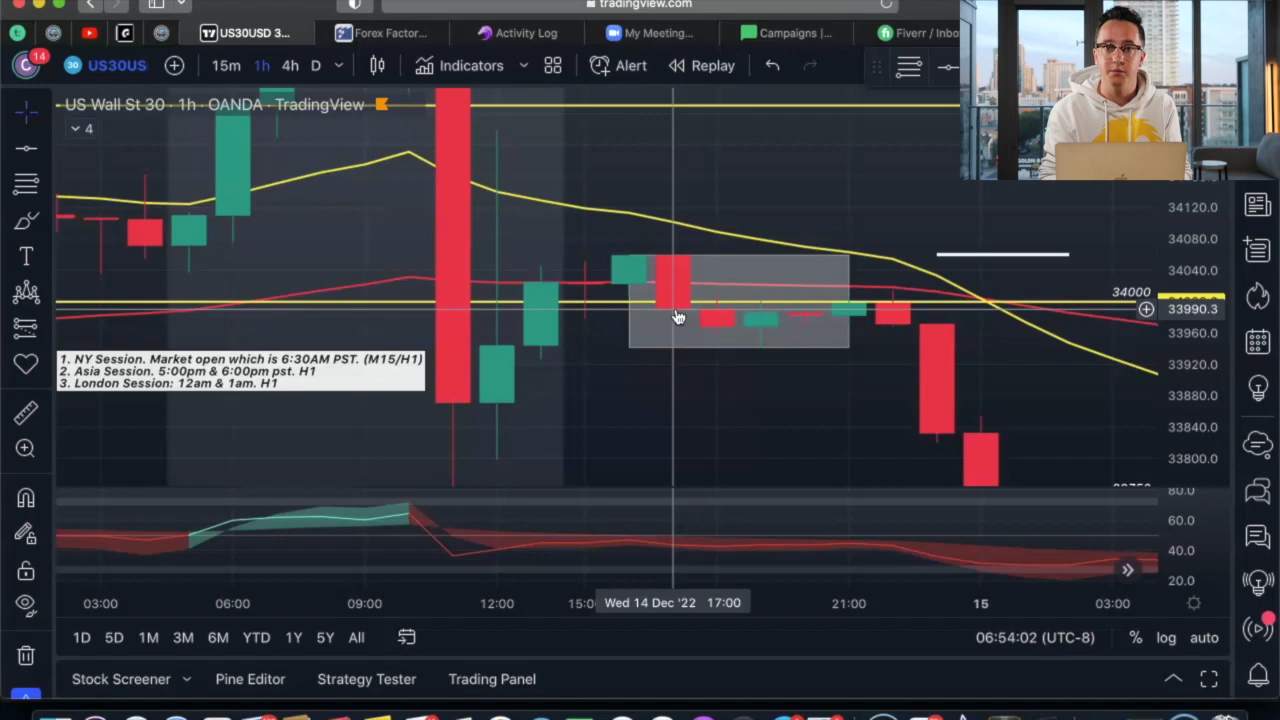 tradingview.com
US30USD 3...
Forex Factor...
Activity Log
My Meeting...
Campaigns |...
Fiverr / Inbo
14
30 US30US
15m 1h 4h D
Indicators
Alert
Replay
US Wall St 30 · 1h · OANDA · TradingView
4
34120.0
34080.0
34040.0
34000
33990.3
33960.0
33920.0
33880.0
33840.0
33800.0
1. NY Session. Market open which is 6:30AM PST. (M15/H1)
2. Asia Session. 5:00pm & 6:00pm pst. H1
3. London Session: 12am & 1am. H1
80.0
60.0
40.0
20.0
03:00 06:00 09:00 12:00 15:00 Wed 14 Dec '22 17:00 21:00 15 03:00
1D 5D 1M 3M 6M YTD 1Y 5Y All
06:54:02 (UTC-8) % log auto
Stock Screener Pine Editor Strategy Tester Trading Panel